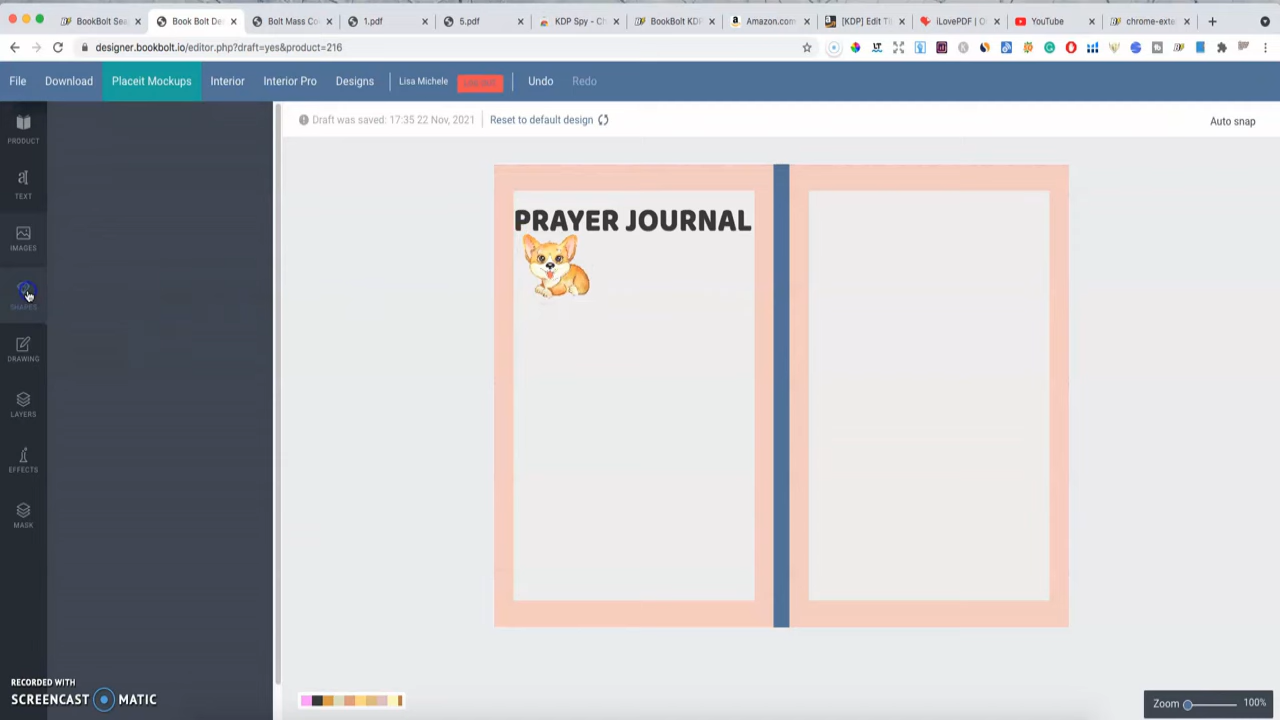 BookBolt Sea
Book Bolt De
Bolt Mass Co
1.pdf
5.pdf
KDP Spy - Ch
BookBolt KD
Amazon.com
[KDP] Edit Ti
iLovePDF | O
YouTube
chrome-exte
designer.bookbolt.io/editor.php?draft=yes&product=216
File
Download
Placeit Mockups
Interior
Interior Pro
Designs
Lisa Michele
Undo
Redo
Draft was saved: 17:35 22 Nov, 2021
Reset to default design
Auto snap
PRODUCT
TEXT
IMAGES
SHAPES
DRAWING
LAYERS
EFFECTS
MASK
PRAYER JOURNAL
RECORDED WITH
SCREENCAST MATIC
Zoom
100%